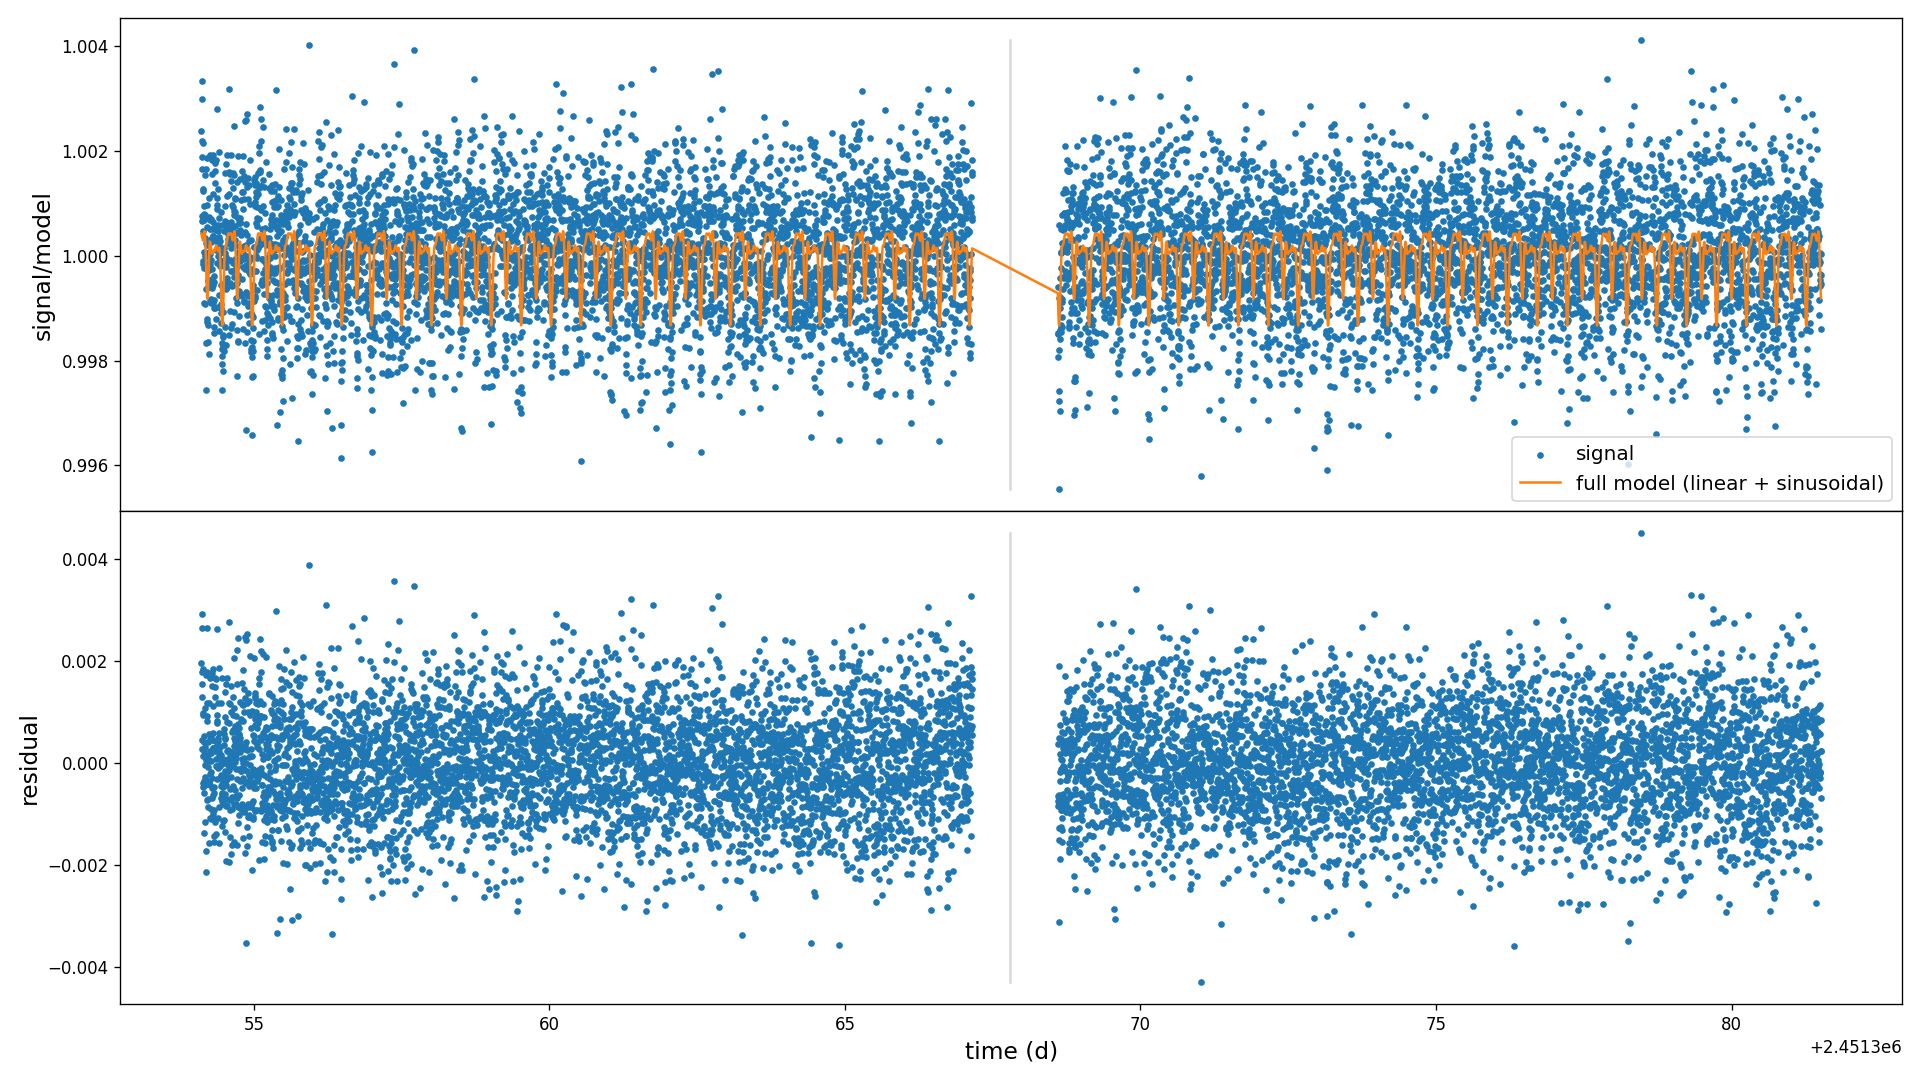 1.004
1.002
1.000
0.998
0.996
signal/model
signal
full model (linear + sinusoidal)
0.004
0.002
0.000
−0.002
−0.004
residual
55
60
65
70
75
80
time (d)
+2.4513e6